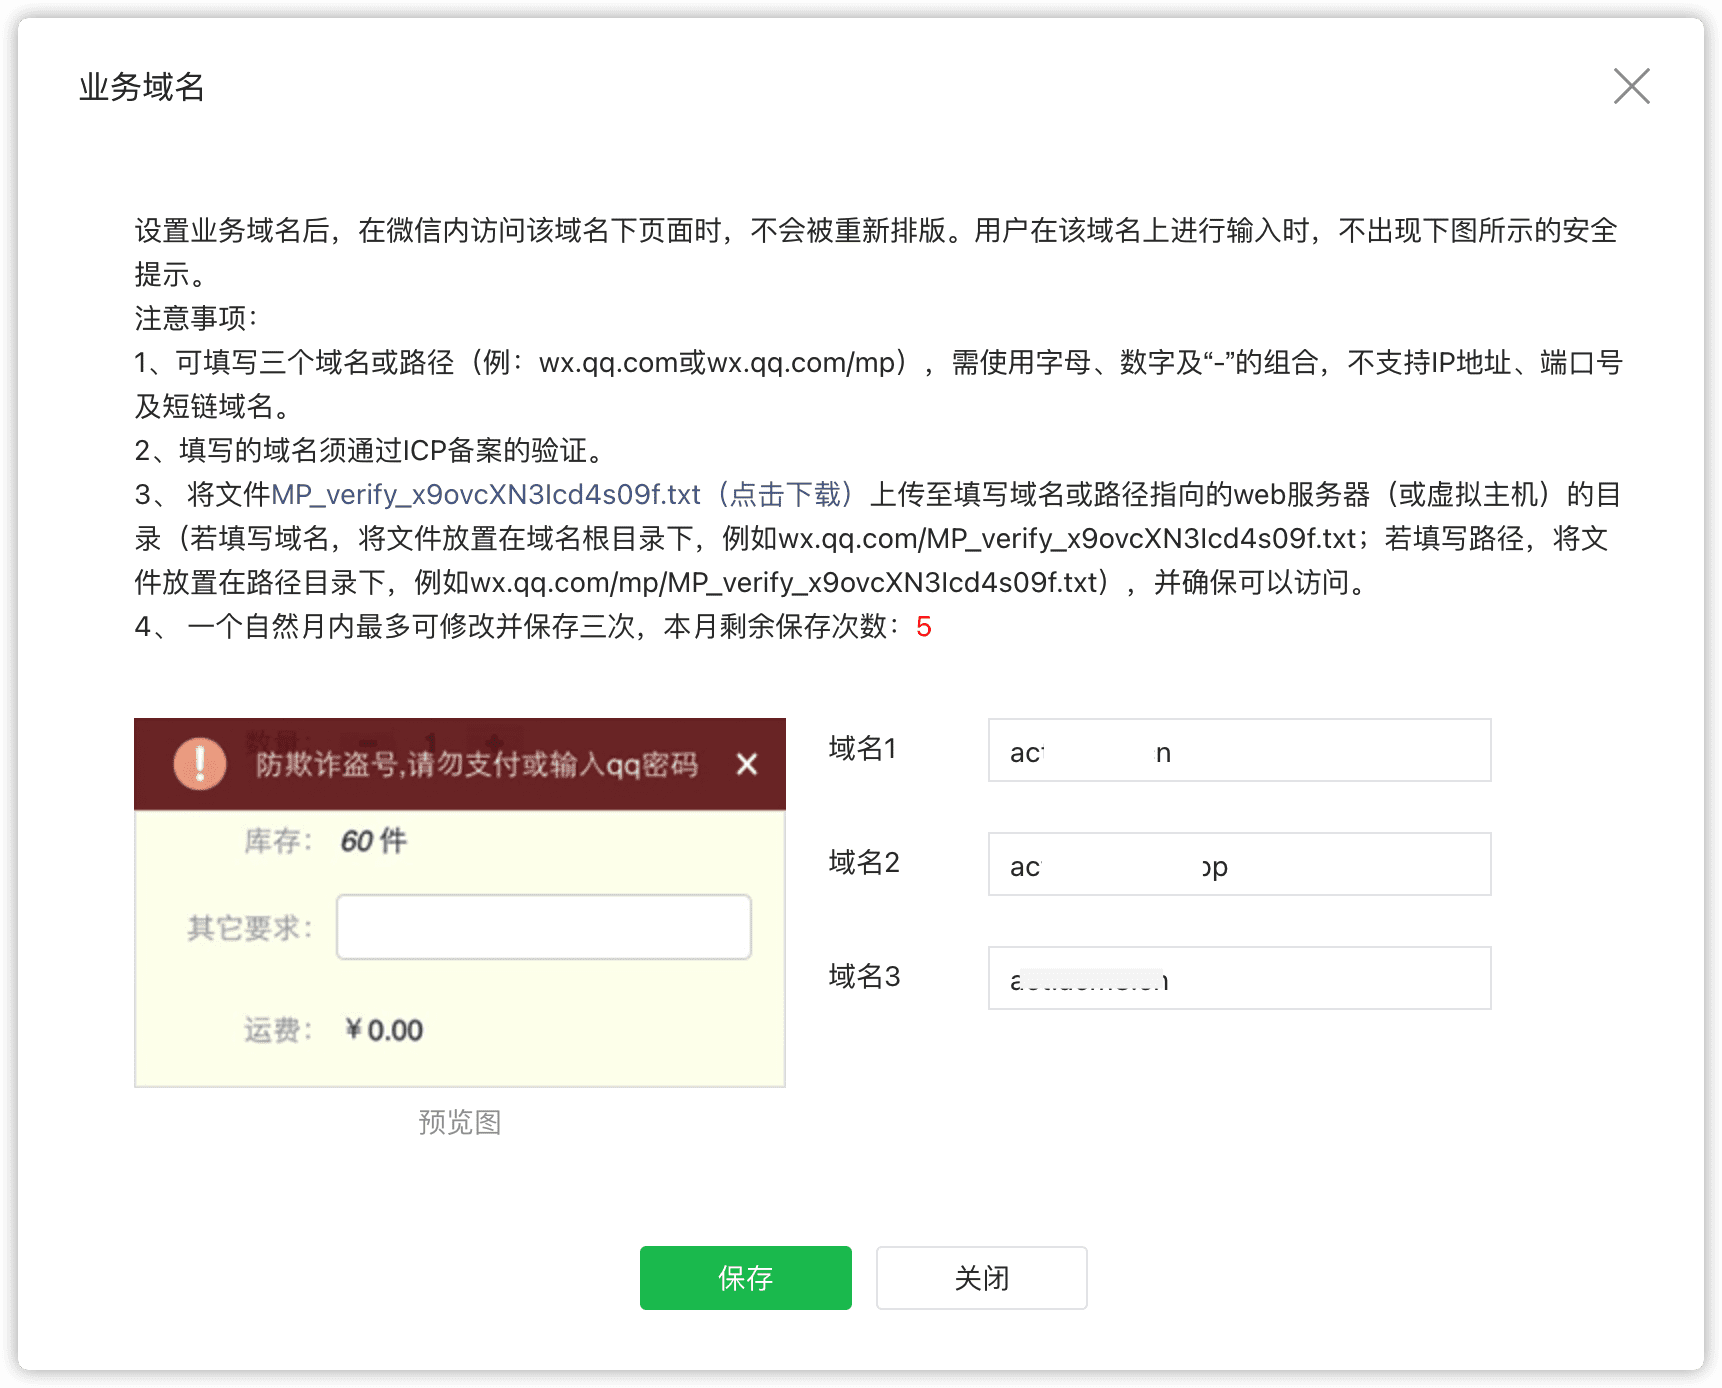 业务域名
设置业务域名后，在微信内访问该域名下页面时，不会被重新排版。用户在该域名上进行输入时，不出现下图所示的安全
提示。
注意事项：
1、可填写三个域名或路径（例：wx.qq.com或wx.qq.com/mp），需使用字母、数字及“-”的组合，不支持IP地址、端口号
及短链域名。
2、填写的域名须通过ICP备案的验证。
3、 将文件MP_verify_x9ovcXN3Icd4s09f.txt（点击下载）上传至填写域名或路径指向的web服务器（或虚拟主机）的目
录（若填写域名，将文件放置在域名根目录下，例如wx.qq.com/MP_verify_x9ovcXN3Icd4s09f.txt；若填写路径，将文
件放置在路径目录下，例如wx.qq.com/mp/MP_verify_x9ovcXN3Icd4s09f.txt），并确保可以访问。
4、 一个自然月内最多可修改并保存三次，本月剩余保存次数：5
防欺诈盗号,请勿支付或输入qq密码
库存： 60 件
其它要求：
运费： ￥0.00
预览图
域名1
域名2
域名3
保存
关闭